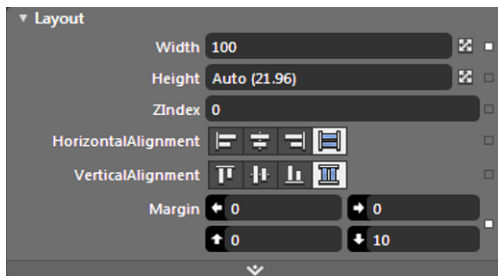 Layout
Width 100
Height Auto (21.96)
ZIndex 0
HorizontalAlignment
VerticalAlignment
Margin 0 0
0 10